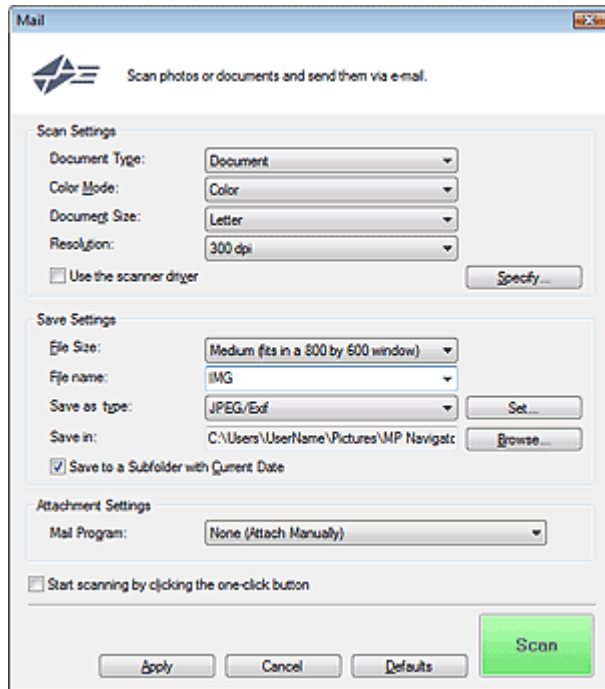 Mail
Scan photos or documents and send them via e-mail.
Scan Settings
Document Type: Document
Color Mode: Color
Document Size: Letter
Resolution: 300 dpi
Use the scanner driver Specify...
Save Settings
File Size: Medium (fits in a 800 by 600 window)
File name: IMG
Save as type: JPEG/Exif Set...
Save in: C:\Users\UserName\Pictures\MP Navigatc Browse...
Save to a Subfolder with Current Date
Attachment Settings
Mail Program: None (Attach Manually)
Start scanning by clicking the one-click button
Scan
Apply Cancel Defaults